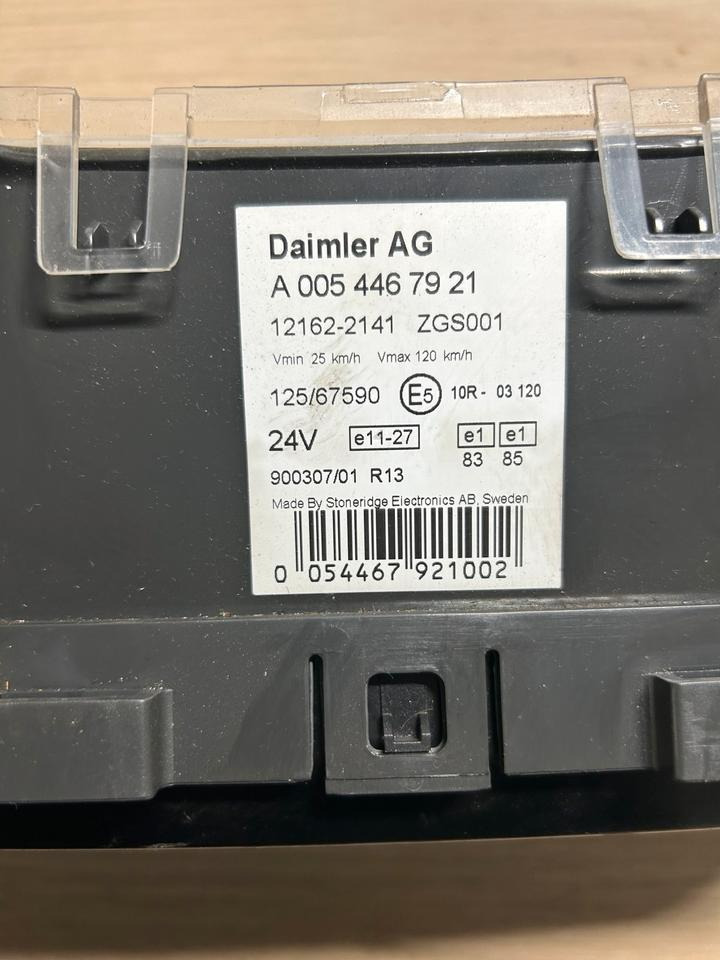 Daimler AG
A 005 446 79 21
12162-2141 ZGS001
Vmin 25 km/h Vmax 120 km/h
125/67590 E5 10R - 03 120
24V e11-27 e1 e1
83 85
900307/01 R13
Made By Stoneridge Electronics AB, Sweden
0 054467 921002